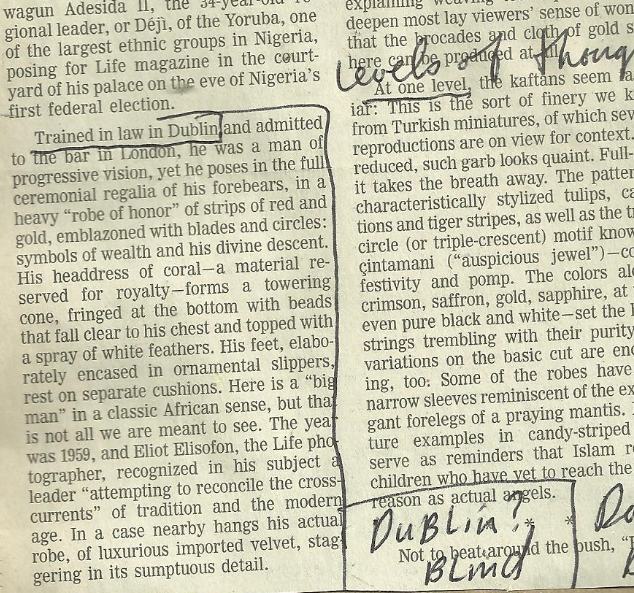 wagun Adesida II, the 34-year-old
gional leader, or Déjì, of the Yoruba, one
of the largest ethnic groups in Nigeria,
posing for Life magazine in the court-
yard of his palace on the eve of Nigeria's
first federal election.
Trained in law in Dublin and admitted
to the bar in London, he was a man of
progressive vision, yet he poses in the full
ceremonial regalia of his forebears, in a
heavy "robe of honor" of strips of red and
gold, emblazoned with blades and circles:
symbols of wealth and his divine descent.
His headdress of coral—a material re-
served for royalty—forms a towering
cone, fringed at the bottom with beads
that fall clear to his chest and topped with
a spray of white feathers. His feet, elabo-
rately encased in ornamental slippers,
rest on separate cushions. Here is a "big
man" in a classic African sense, but tha
is not all we are meant to see. The year
was 1959, and Eliot Elisofon, the Life pho
tographer, recognized in his subject a
leader "attempting to reconcile the cross-
currents" of tradition and the modern
age. In a case nearby hangs his actual
robe, of luxurious imported velvet, stag-
gering in its sumptuous detail.
explaining weaving
deepen most lay viewers' sense of won
that the brocades and cloth of gold s
here can be produced at all.
Levels of thoug
At one level, the kaftans seem
iar: This is the sort of finery we k
from Turkish miniatures, of which sev
reproductions are on view for context.
reduced, such garb looks quaint. Full-
it takes the breath away. The patter
characteristically stylized tulips, ca
tions and tiger stripes, as well as the t
circle (or triple-crescent) motif know
çintamani ("auspicious jewel")—co
festivity and pomp. The colors al
crimson, saffron, gold, sapphire, at
even pure black and white—set the
strings trembling with their purity
variations on the basic cut are en
ing, too. Some of the robes have
narrow sleeves reminiscent of the ex
gant forelegs of a praying mantis.
ture examples in candy-striped
serve as reminders that Islam r
children who have yet to reach the
reason as actual angels.
DUBLIN? * *
Not to beat around the bush, "
BLIND